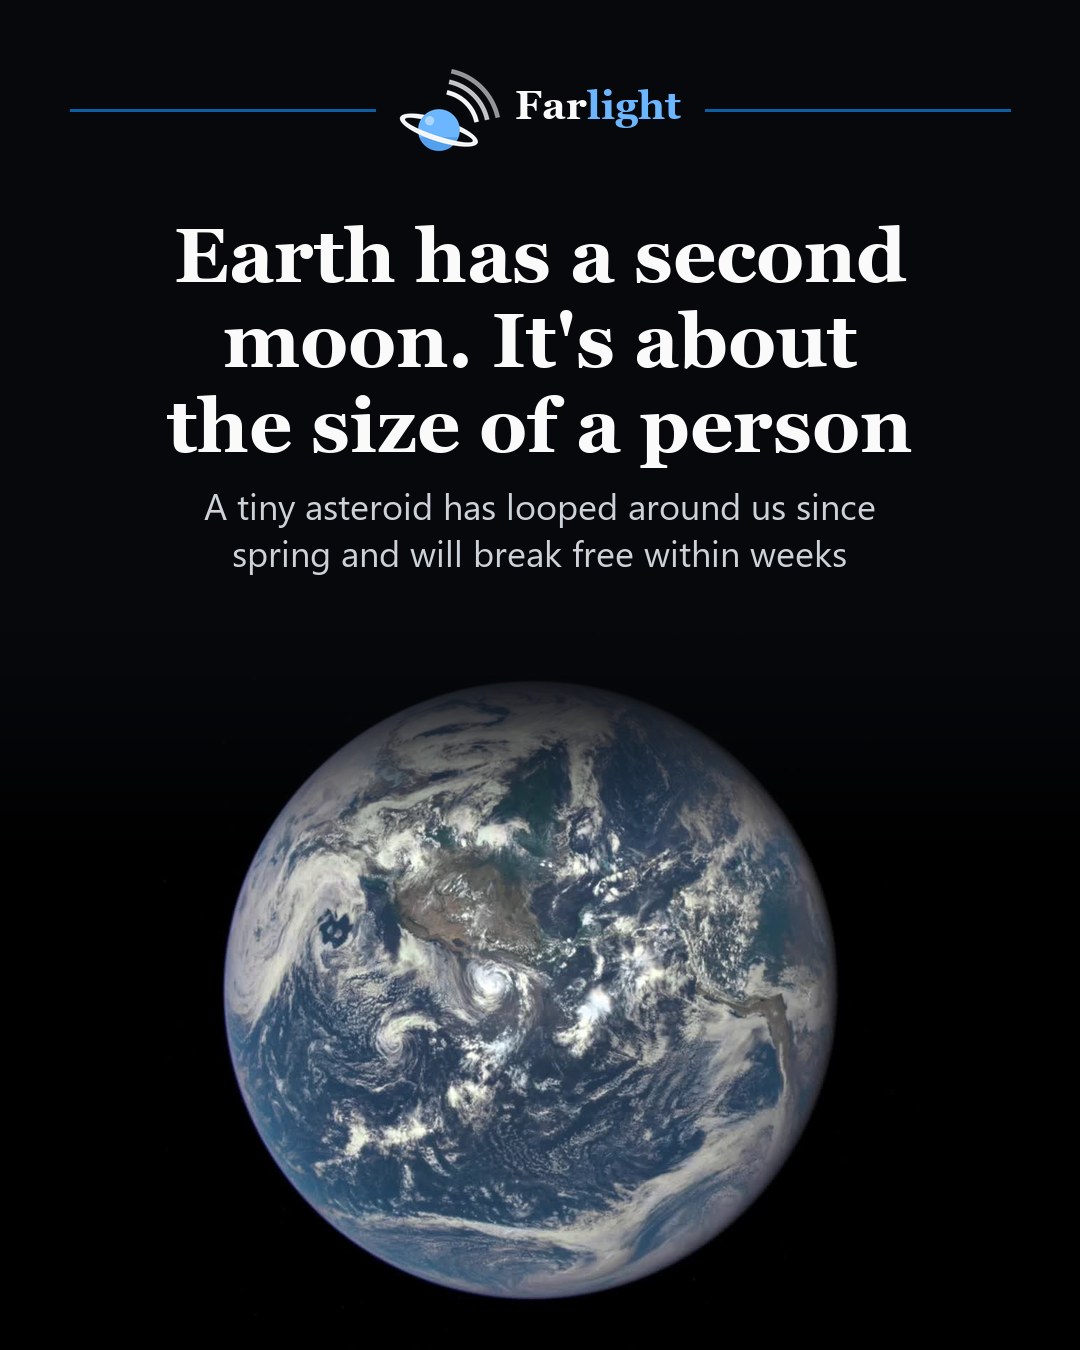 Farlight
Earth has a second
moon. It's about
the size of a person
A tiny asteroid has looped around us since
spring and will break free within weeks